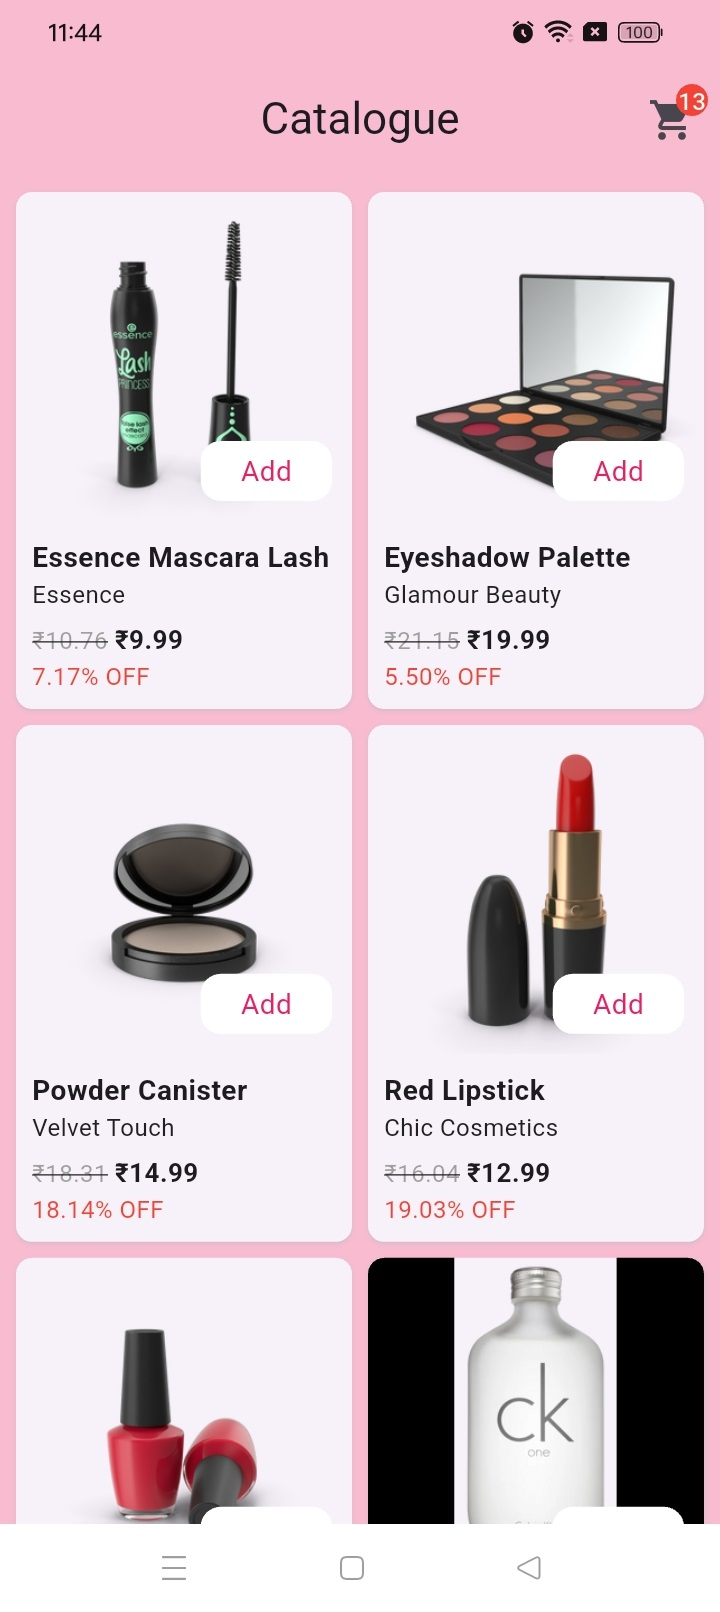 11:44
100
Catalogue
13
essence
Lash
PRINCESS
false lash
effect
Add
Add
Essence Mascara Lash
Essence
₹10.76 ₹9.99
7.17% OFF
Eyeshadow Palette
Glamour Beauty
₹21.15 ₹19.99
5.50% OFF
Add
Add
Powder Canister
Velvet Touch
₹18.31 ₹14.99
18.14% OFF
Red Lipstick
Chic Cosmetics
₹16.04 ₹12.99
19.03% OFF
ck
one